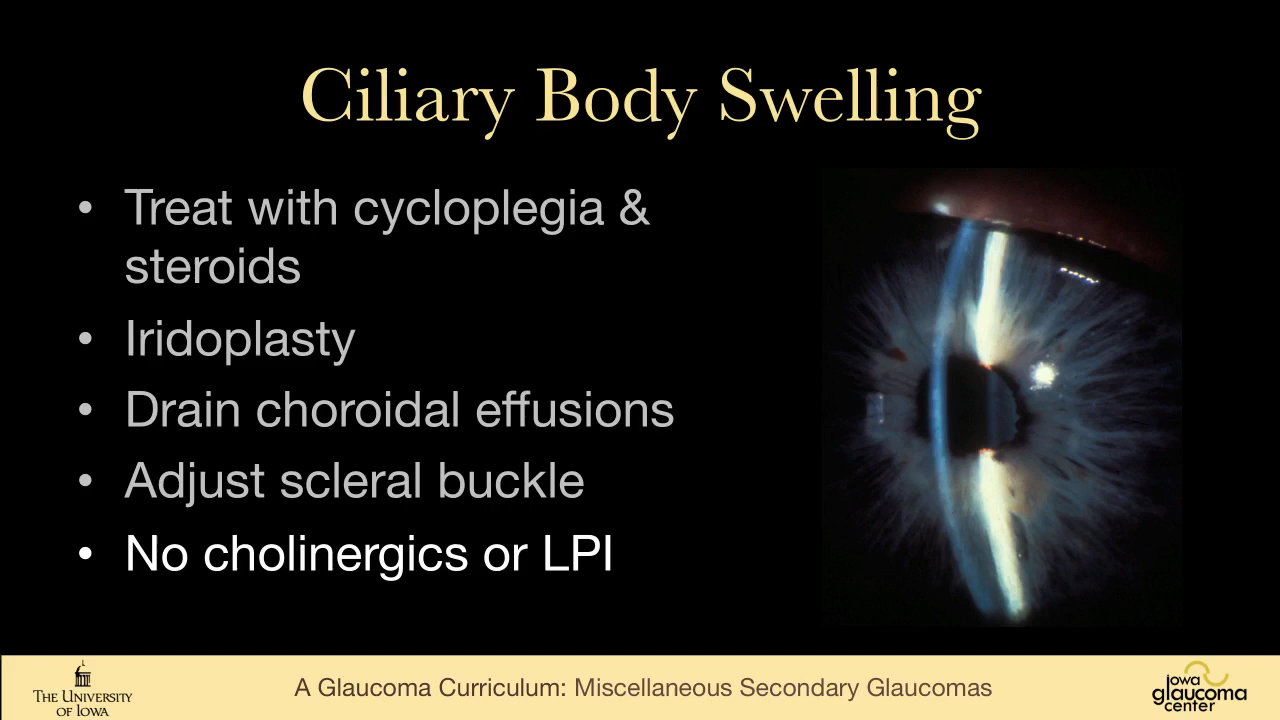 Ciliary Body Swelling
• Treat with cycloplegia &
steroids
• Iridoplasty
• Drain choroidal effusions
• Adjust scleral buckle
• No cholinergics or LPI
THE UNIVERSITY
OF IOWA
A Glaucoma Curriculum: Miscellaneous Secondary Glaucomas
iowa
glaucoma
center